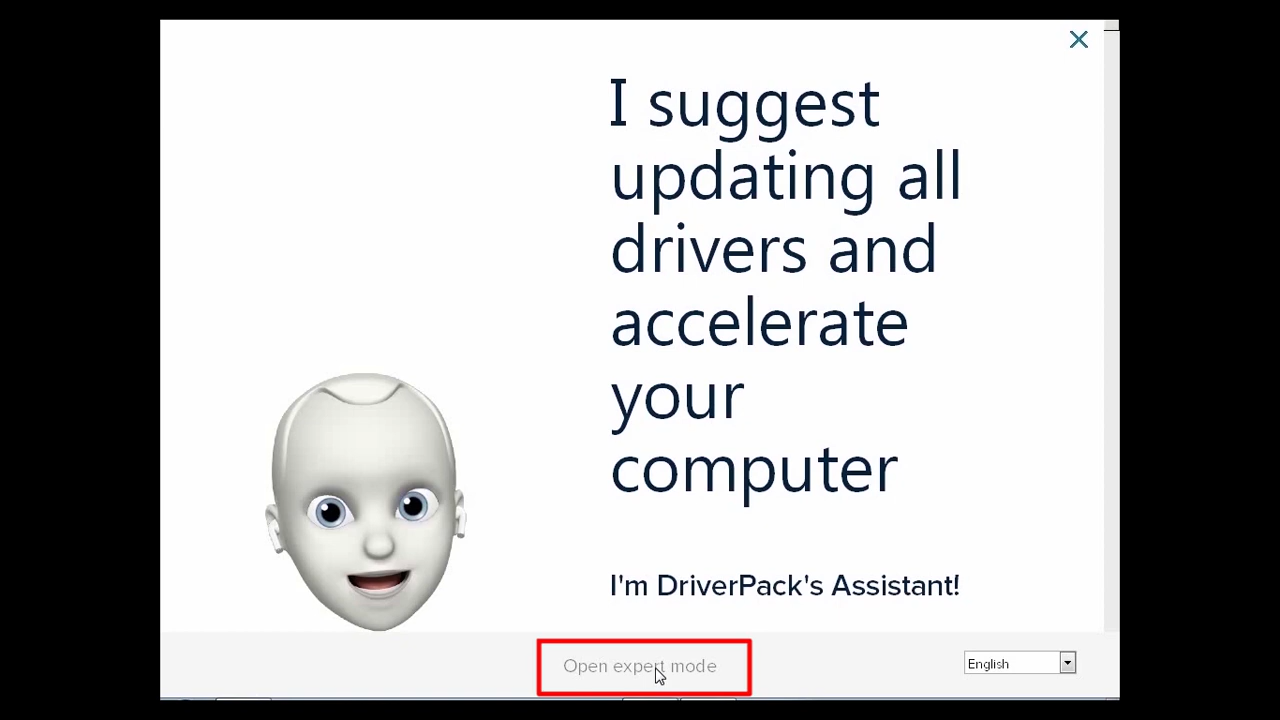 I suggest
updating all
drivers and
accelerate
your
computer
I'm DriverPack's Assistant!
Open expert mode
English